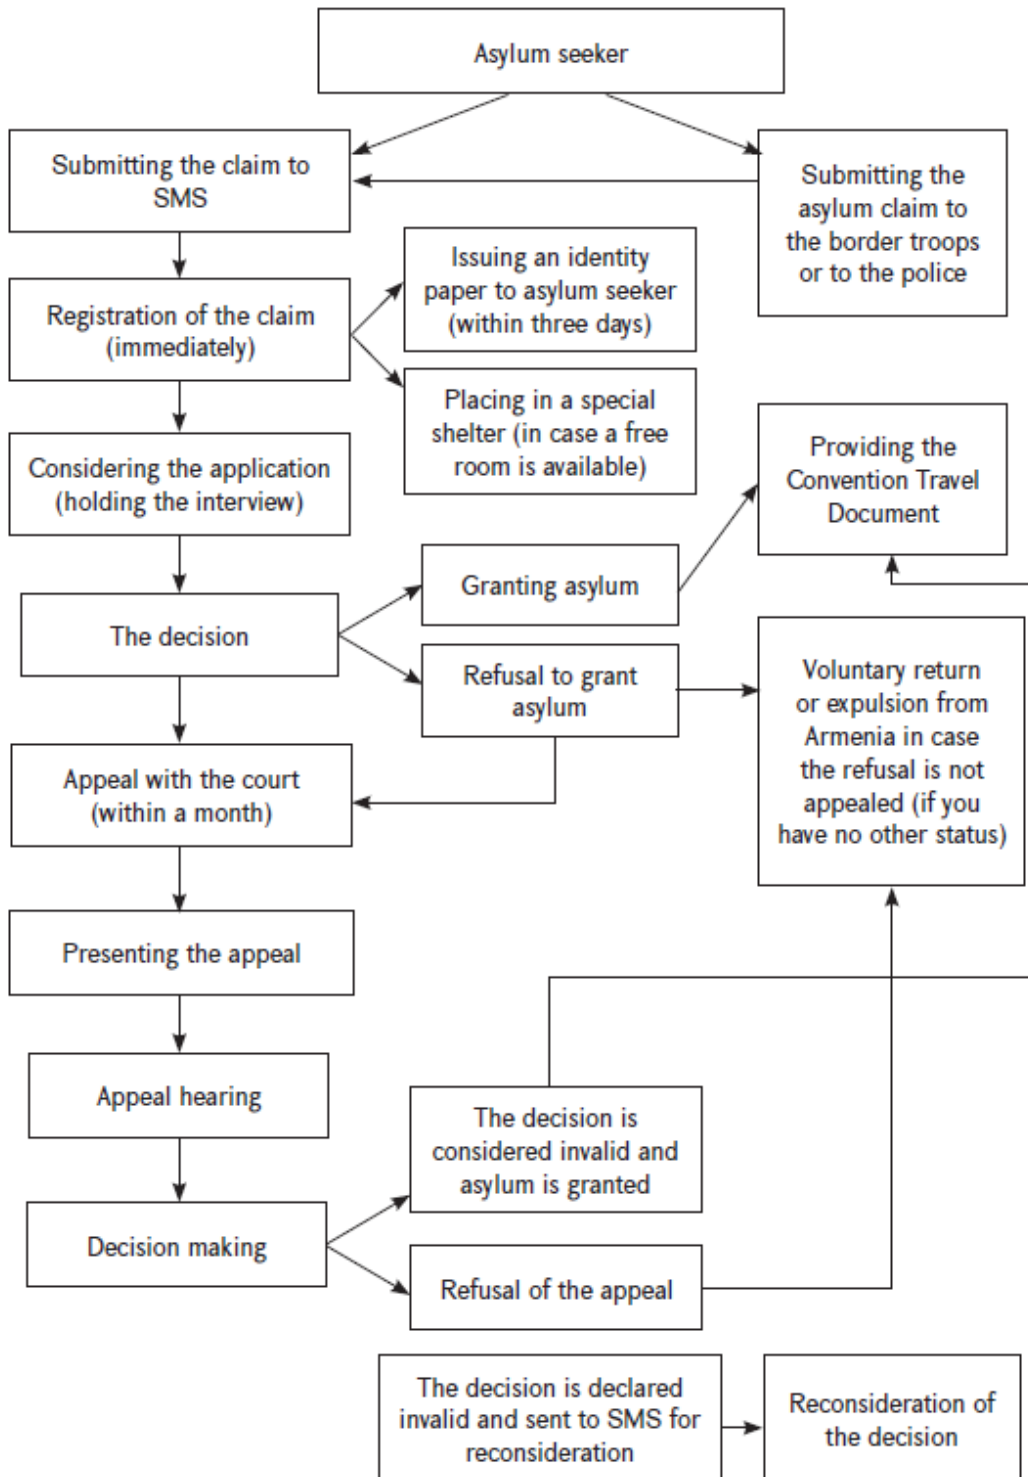 Asylum seeker
Submitting the claim to
SMS
Submitting the
asylum claim to
the border troops
or to the police
Registration of the claim
(immediately)
Issuing an identity
paper to asylum seeker
(within three days)
Placing in a special
shelter (in case a free
room is available)
Considering the application
(holding the interview)
Providing the
Convention Travel
Document
The decision
Granting asylum
Refusal to grant
asylum
Voluntary return
or expulsion from
Armenia in case
the refusal is not
appealed (if you
have no other status)
Appeal with the court
(within a month)
Presenting the appeal
Appeal hearing
Decision making
The decision is
considered invalid and
asylum is granted
Refusal of the appeal
The decision is declared
invalid and sent to SMS for
reconsideration
Reconsideration of
the decision